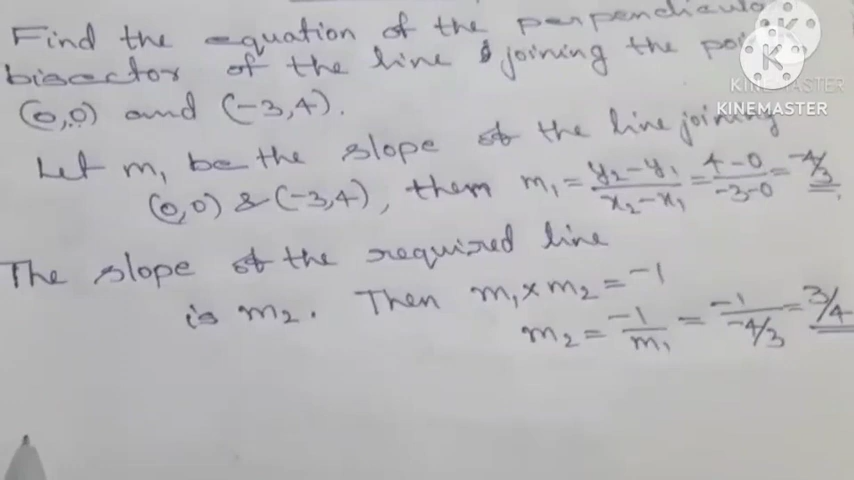 Find the equation of the perpendicula
bisector of the line joining the poi
(0,0) and (-3,4).
Let m₁ be the slope of the line joining
(0,0) & (-3,4), then m₁ = y₂-y₁/x₂-x₁ = 4-0/-3-0 = -4/3
The slope of the required line
is m₂. Then m₁ x m₂ = -1
m₂ = -1/m₁ = -1/-4/3 = 3/4
KINEMASTER
KINEMASTER